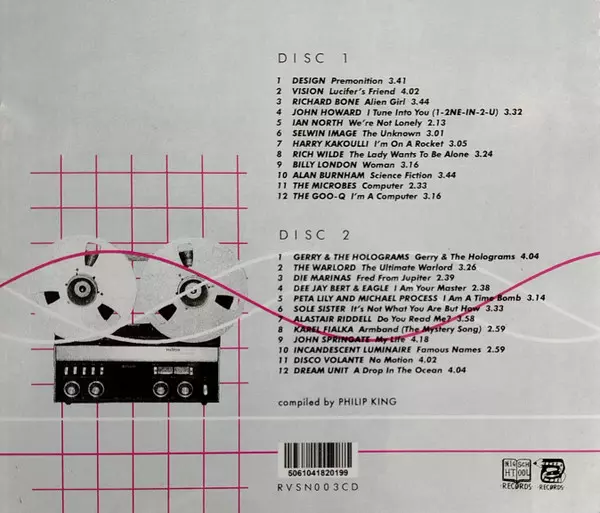 DISC 1
1 DESIGN Premonition 3.41
2 VISION Lucifer's Friend 4.02
3 RICHARD BONE Alien Girl 3.44
4 JOHN HOWARD I Tune Into You (1-2NE-IN-2-U) 3.32
5 IAN NORTH We're Not Lonely 2.13
6 SELWIN IMAGE The Unknown 3.01
7 HARRY KAKOULLI I'm On A Rocket 3.05
8 RICH WILDE The Lady Wants To Be Alone 3.24
9 BILLY LONDON Woman 3.16
10 ALAN BURNHAM Science Fiction 3.44
11 THE MICROBES Computer 2.33
12 THE GOO-Q I'm A Computer 3.16
DISC 2
1 GERRY & THE HOLOGRAMS Gerry & The Holograms 4.04
2 THE WARLORD The Ultimate Warlord 3.26
3 DIE MARINAS Fred From Jupiter 2.39
4 DEE JAY BERT & EAGLE I Am Your Master 2.38
5 PETA LILY AND MICHAEL PROCESS I Am A Time Bomb 3.14
6 SOLE SISTER It's Not What You Are But How 3.33
7 ALASTAIR RIDDELL Do You Read Me? 3.58
8 KAREL FIALKA Armband (The Mystery Song) 2.59
9 JOHN SPRINGATE My Life 4.18
10 INCANDESCENT LUMINAIRE Famous Names 2.59
11 DISCO VOLANTE No Motion 4.02
12 DREAM UNIT A Drop In The Ocean 4.04
compiled by PHILIP KING
5061041820199
RVSN003CD
RECORDS
RECORDS